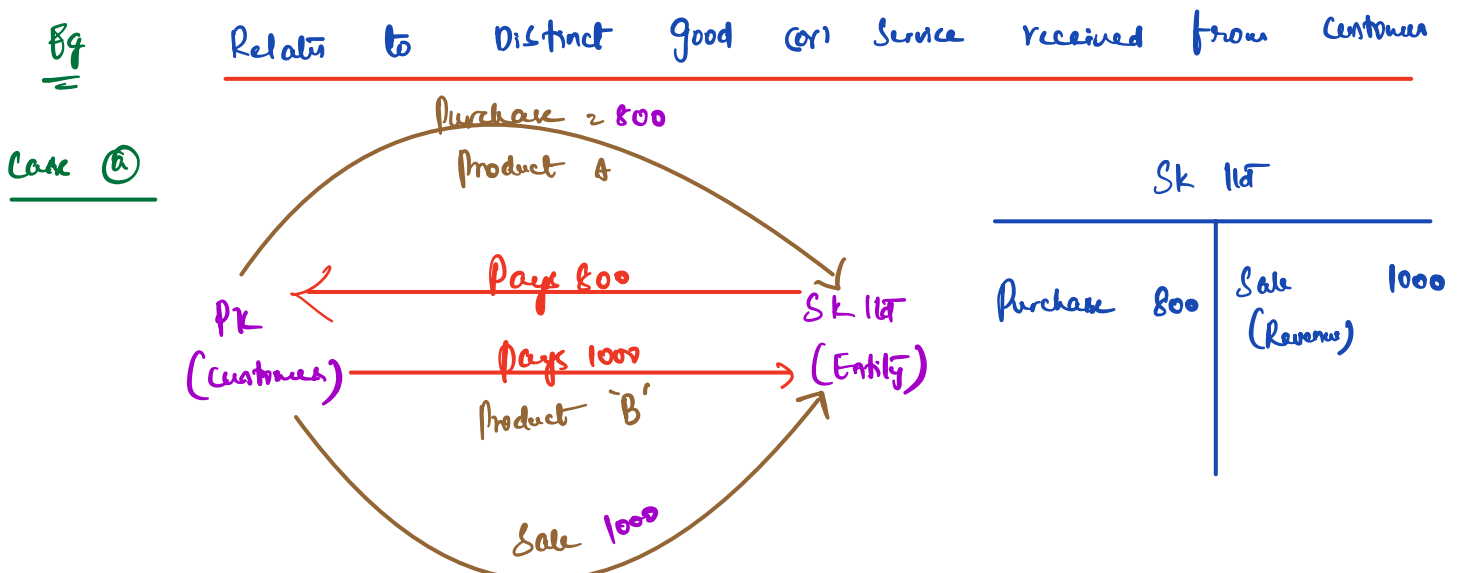 Eg
Relates to Distinct good (or) Service received from Customer
Case (a)
Purchase = 800
Product A
Pays 800
PK
(Customer)
Sk ltd
(Entity)
Pays 1000
Product "B"
Sale 1000
Sk ltd
Purchase 800
Sale 1000
(Revenue)